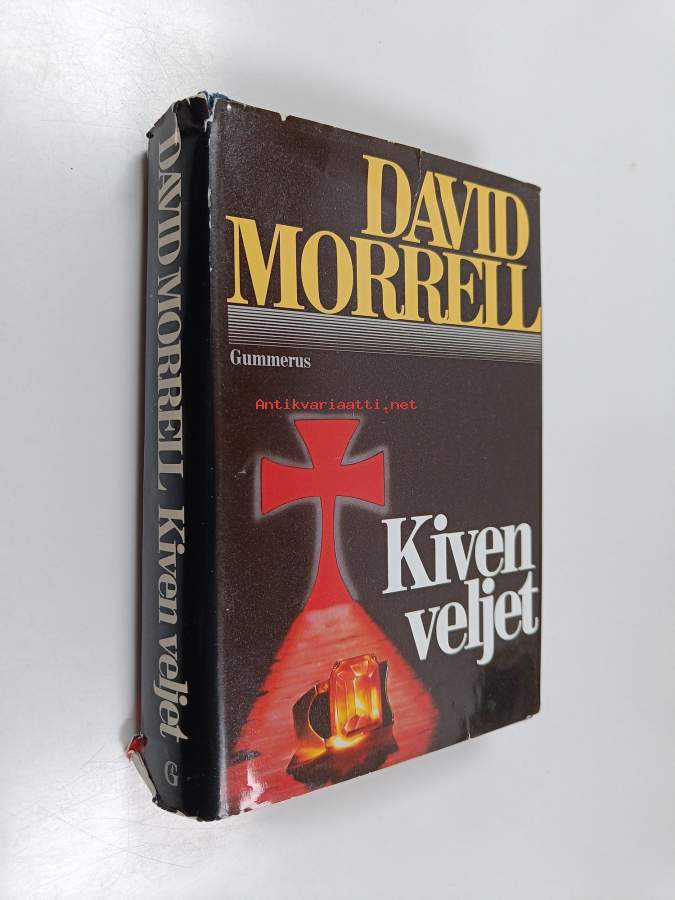 DAVID
MORRELL
Gummerus
Antikvariaatti.net
Kiven
veljet
DAVID MORRELL Kiven veljet
G